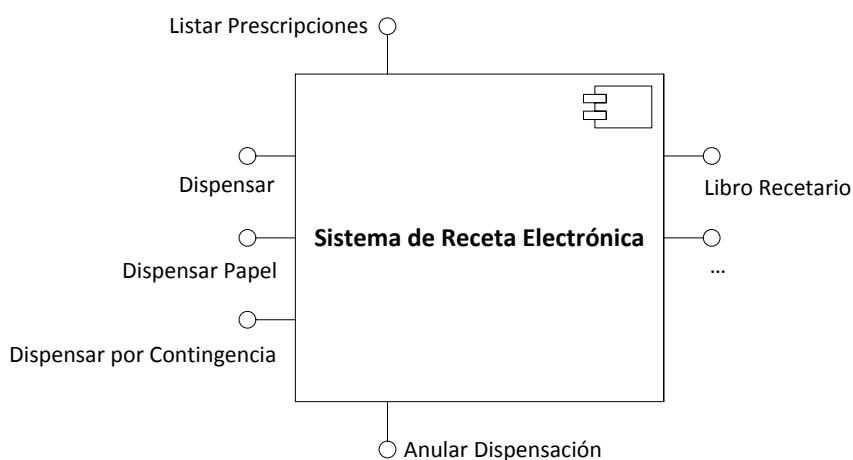 Listar Prescripciones
Dispensar
Libro Recetario
Sistema de Receta Electrónica
Dispensar Papel
...
Dispensar por Contingencia
Anular Dispensación